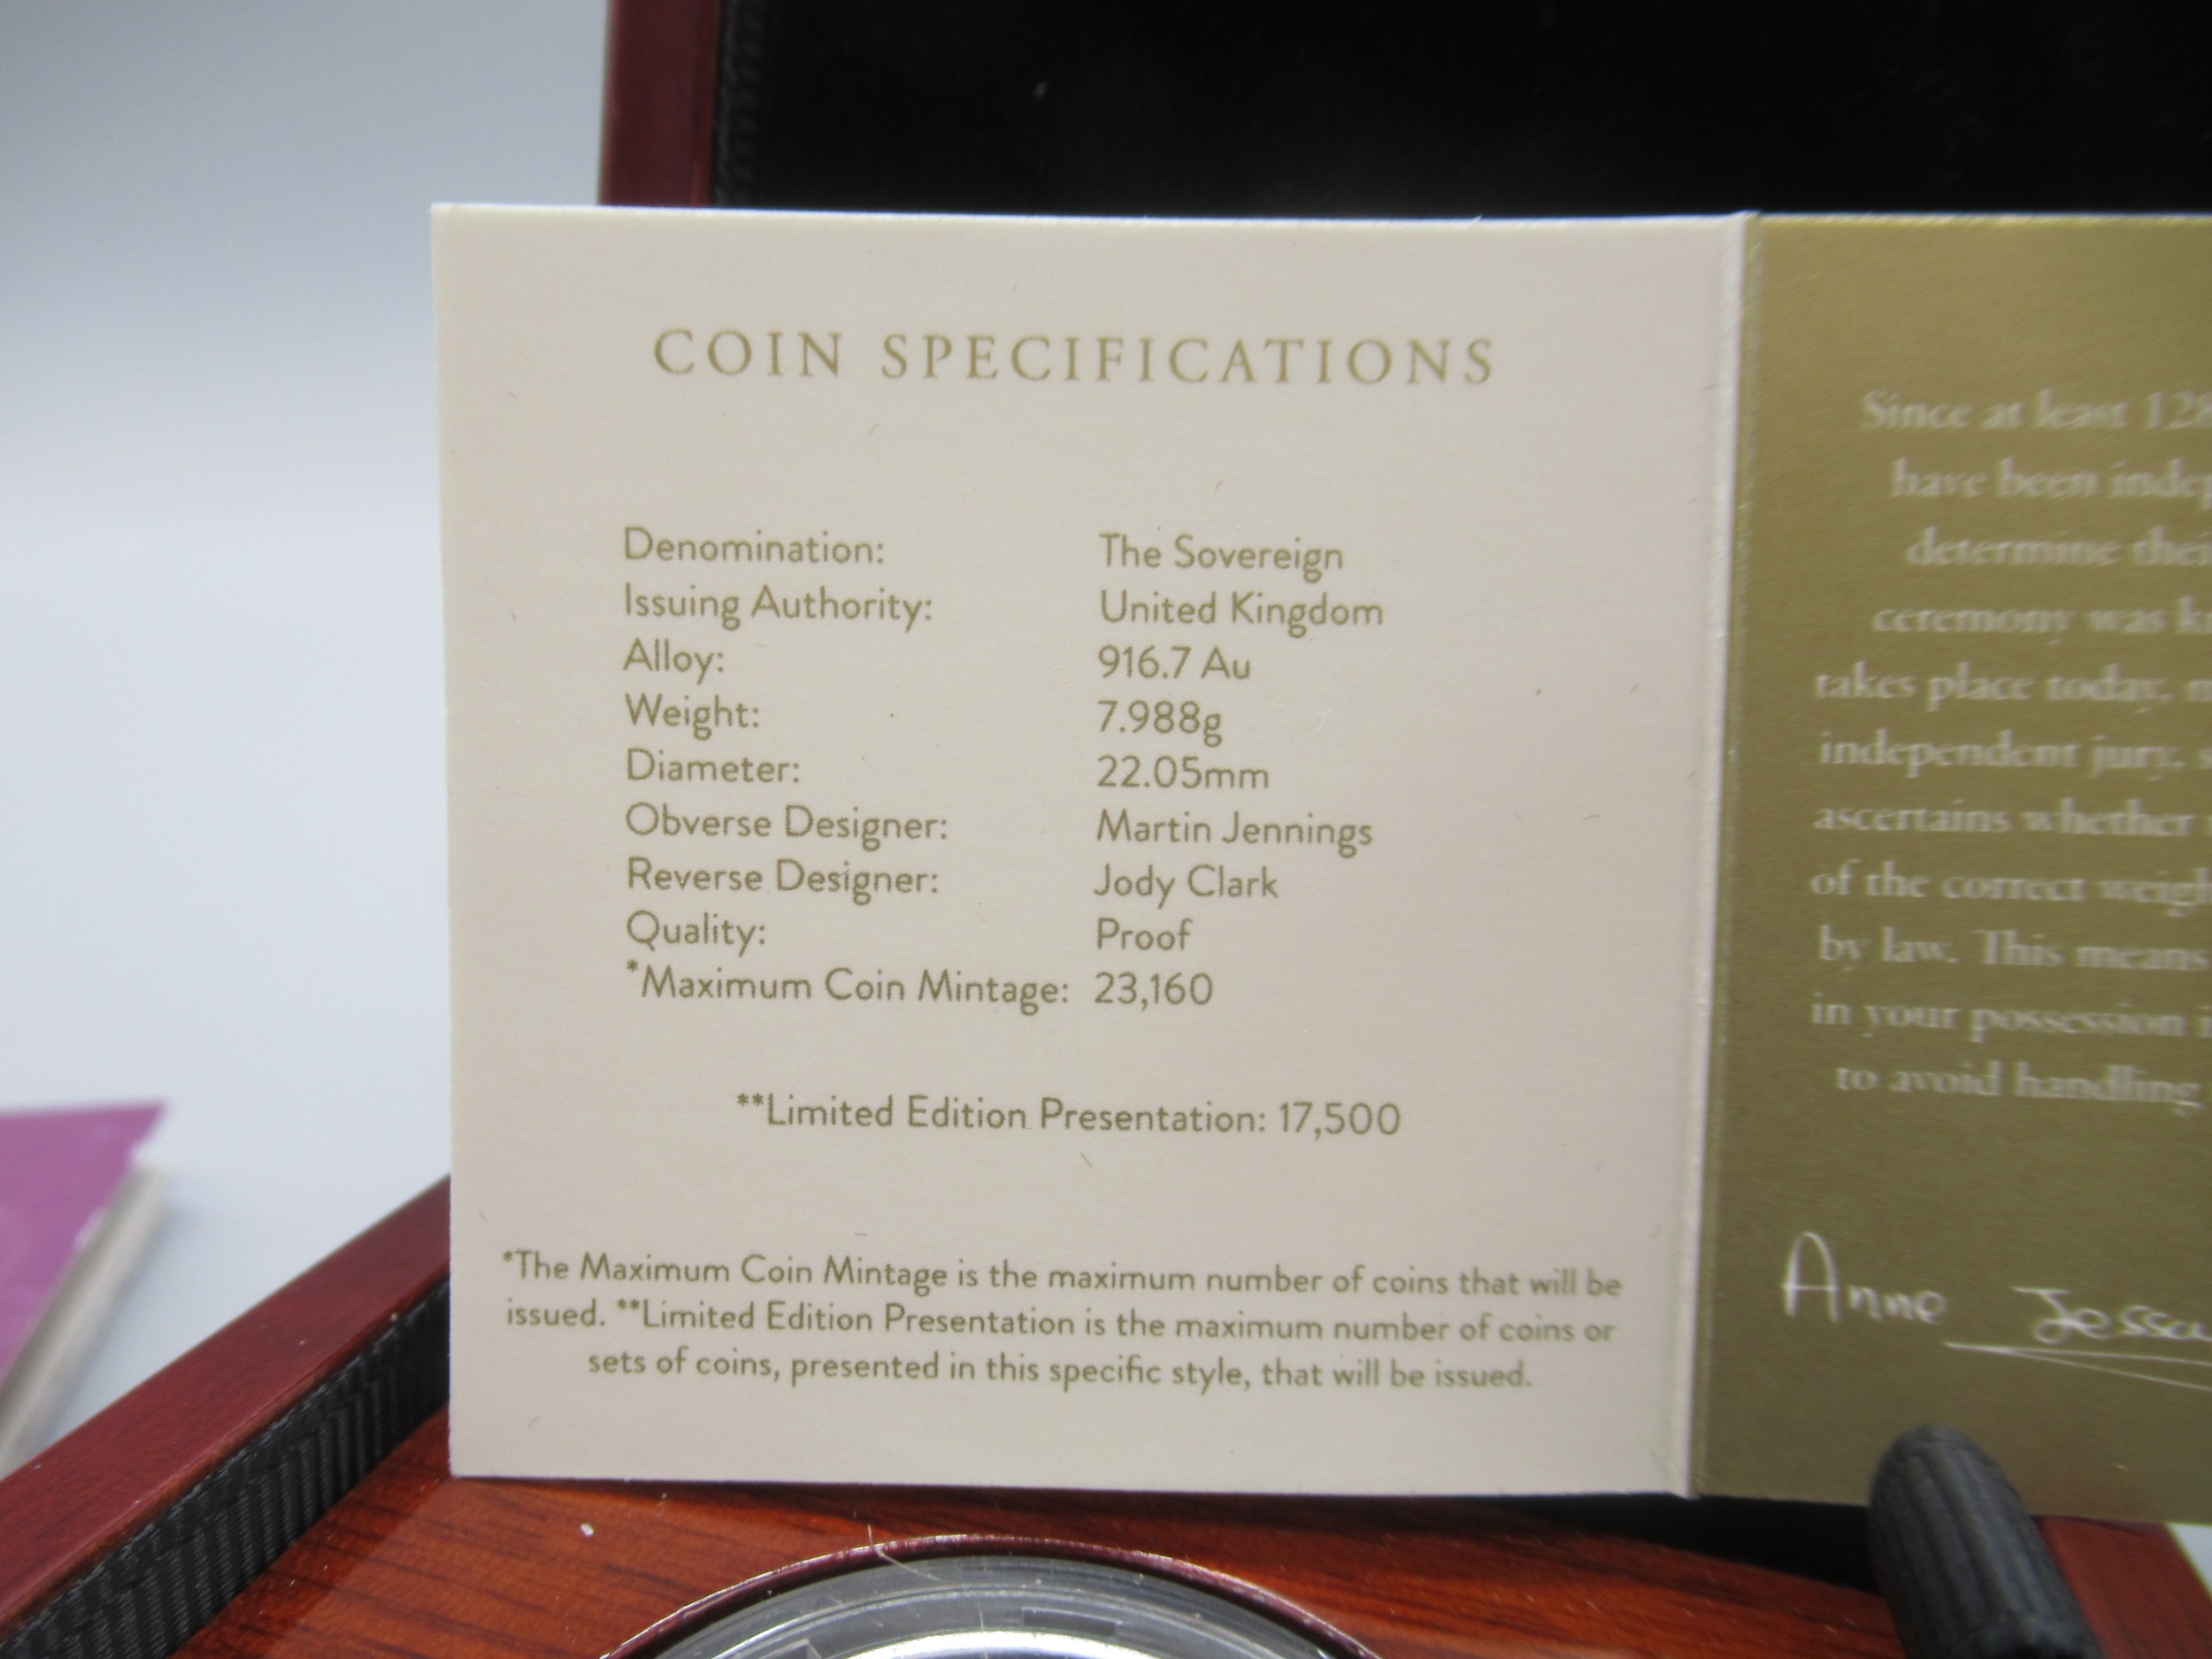 COIN SPECIFICATIONS
Denomination: The Sovereign
Issuing Authority: United Kingdom
Alloy: 916.7 Au
Weight: 7.988g
Diameter: 22.05mm
Obverse Designer: Martin Jennings
Reverse Designer: Jody Clark
Quality: Proof
*Maximum Coin Mintage: 23,160
**Limited Edition Presentation: 17,500
*The Maximum Coin Mintage is the maximum number of coins that will be
issued. **Limited Edition Presentation is the maximum number of coins or
sets of coins, presented in this specific style, that will be issued.
Since at least
have been
determine
ceremony was
takes place today,
independent jury,
ascertains whether
of the correct
by law. This means
in your possession
to avoid handling
Anne